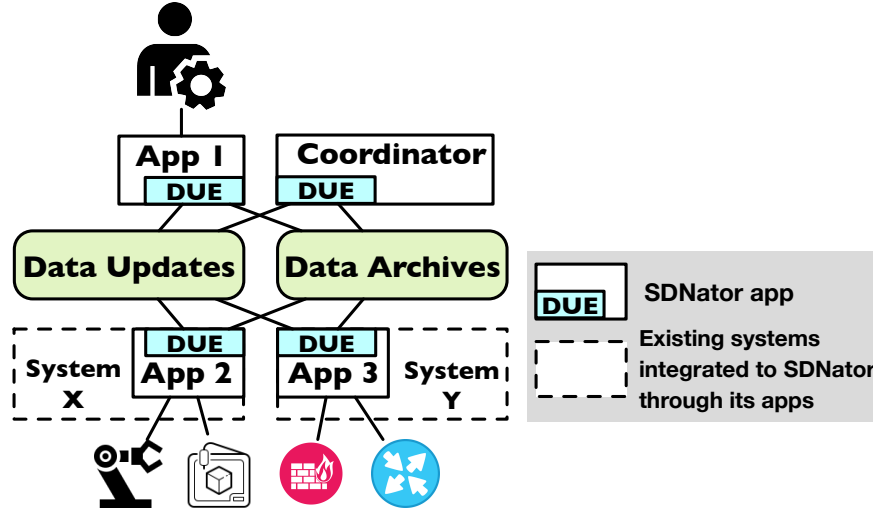 App 1
Coordinator
DUE
DUE
Data Updates
Data Archives
DUE
DUE
System
X
App 2
App 3
System
Y
DUE
SDNator app
Existing systems
integrated to SDNator
through its apps